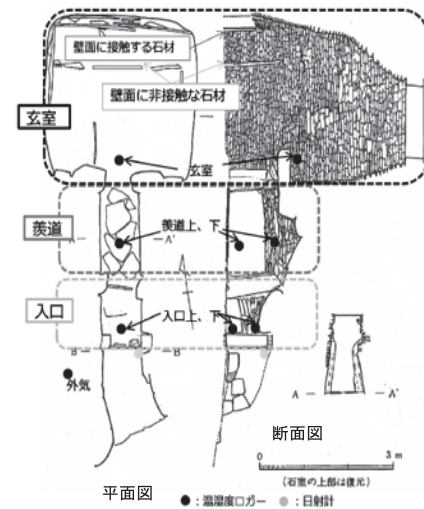 壁面に接触する石材
壁面に非接触な石材
玄室
玄室
羨道
A
羨道上、下
A'
入口
入口上、下
B
B
外気
A
A'
断面図
0
3 m
(石室の上部は復元)
平面図
●:温湿度ロガー ●:日射計